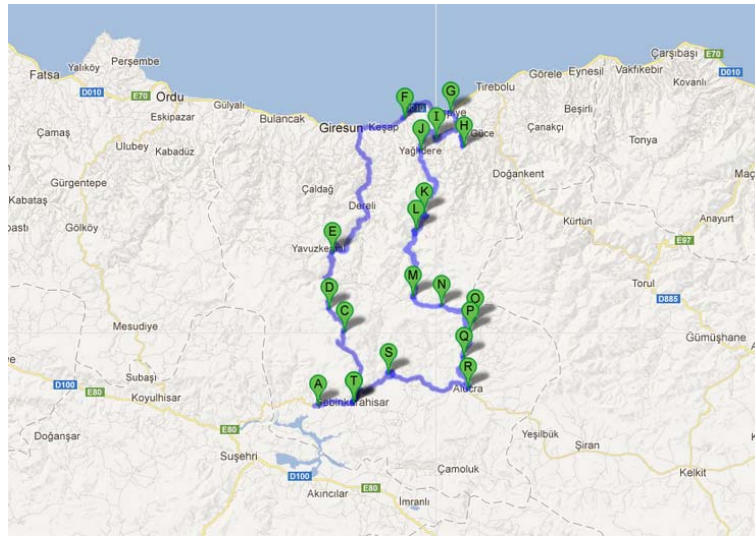 Çarşıbaşı
E70
Yalıköy
Perşembe
Fatsa
D010
E70
Ordu
Gülyalı
Bulancak
Eskipazar
Giresun
Keşap
F
G
Tirebolu
Görele
Eynesil
Vakfıkebir
D010
Kovanlı
Beşirli
Tonya
Çanakçı
Çamaş
Ulubey
Kabadüz
I
H
Güce
J
Yağlıdere
Doğankent
Gürgentepe
Kabataş
Çaldağ
Dereli
K
L
Kürtün
Anayurt
Gölköy
E
E97
Torul
M
N
D
C
O
P
D885
Gümüşhane
Mesudiye
Q
S
R
D100
E80
Subaşı
Koyulhisar
A
T
Alucra
Yeşilbük
Şiran
Kelkit
Doğanşar
E80
Suşehri
D100
Akıncılar
E80
Çamoluk
İmranlı